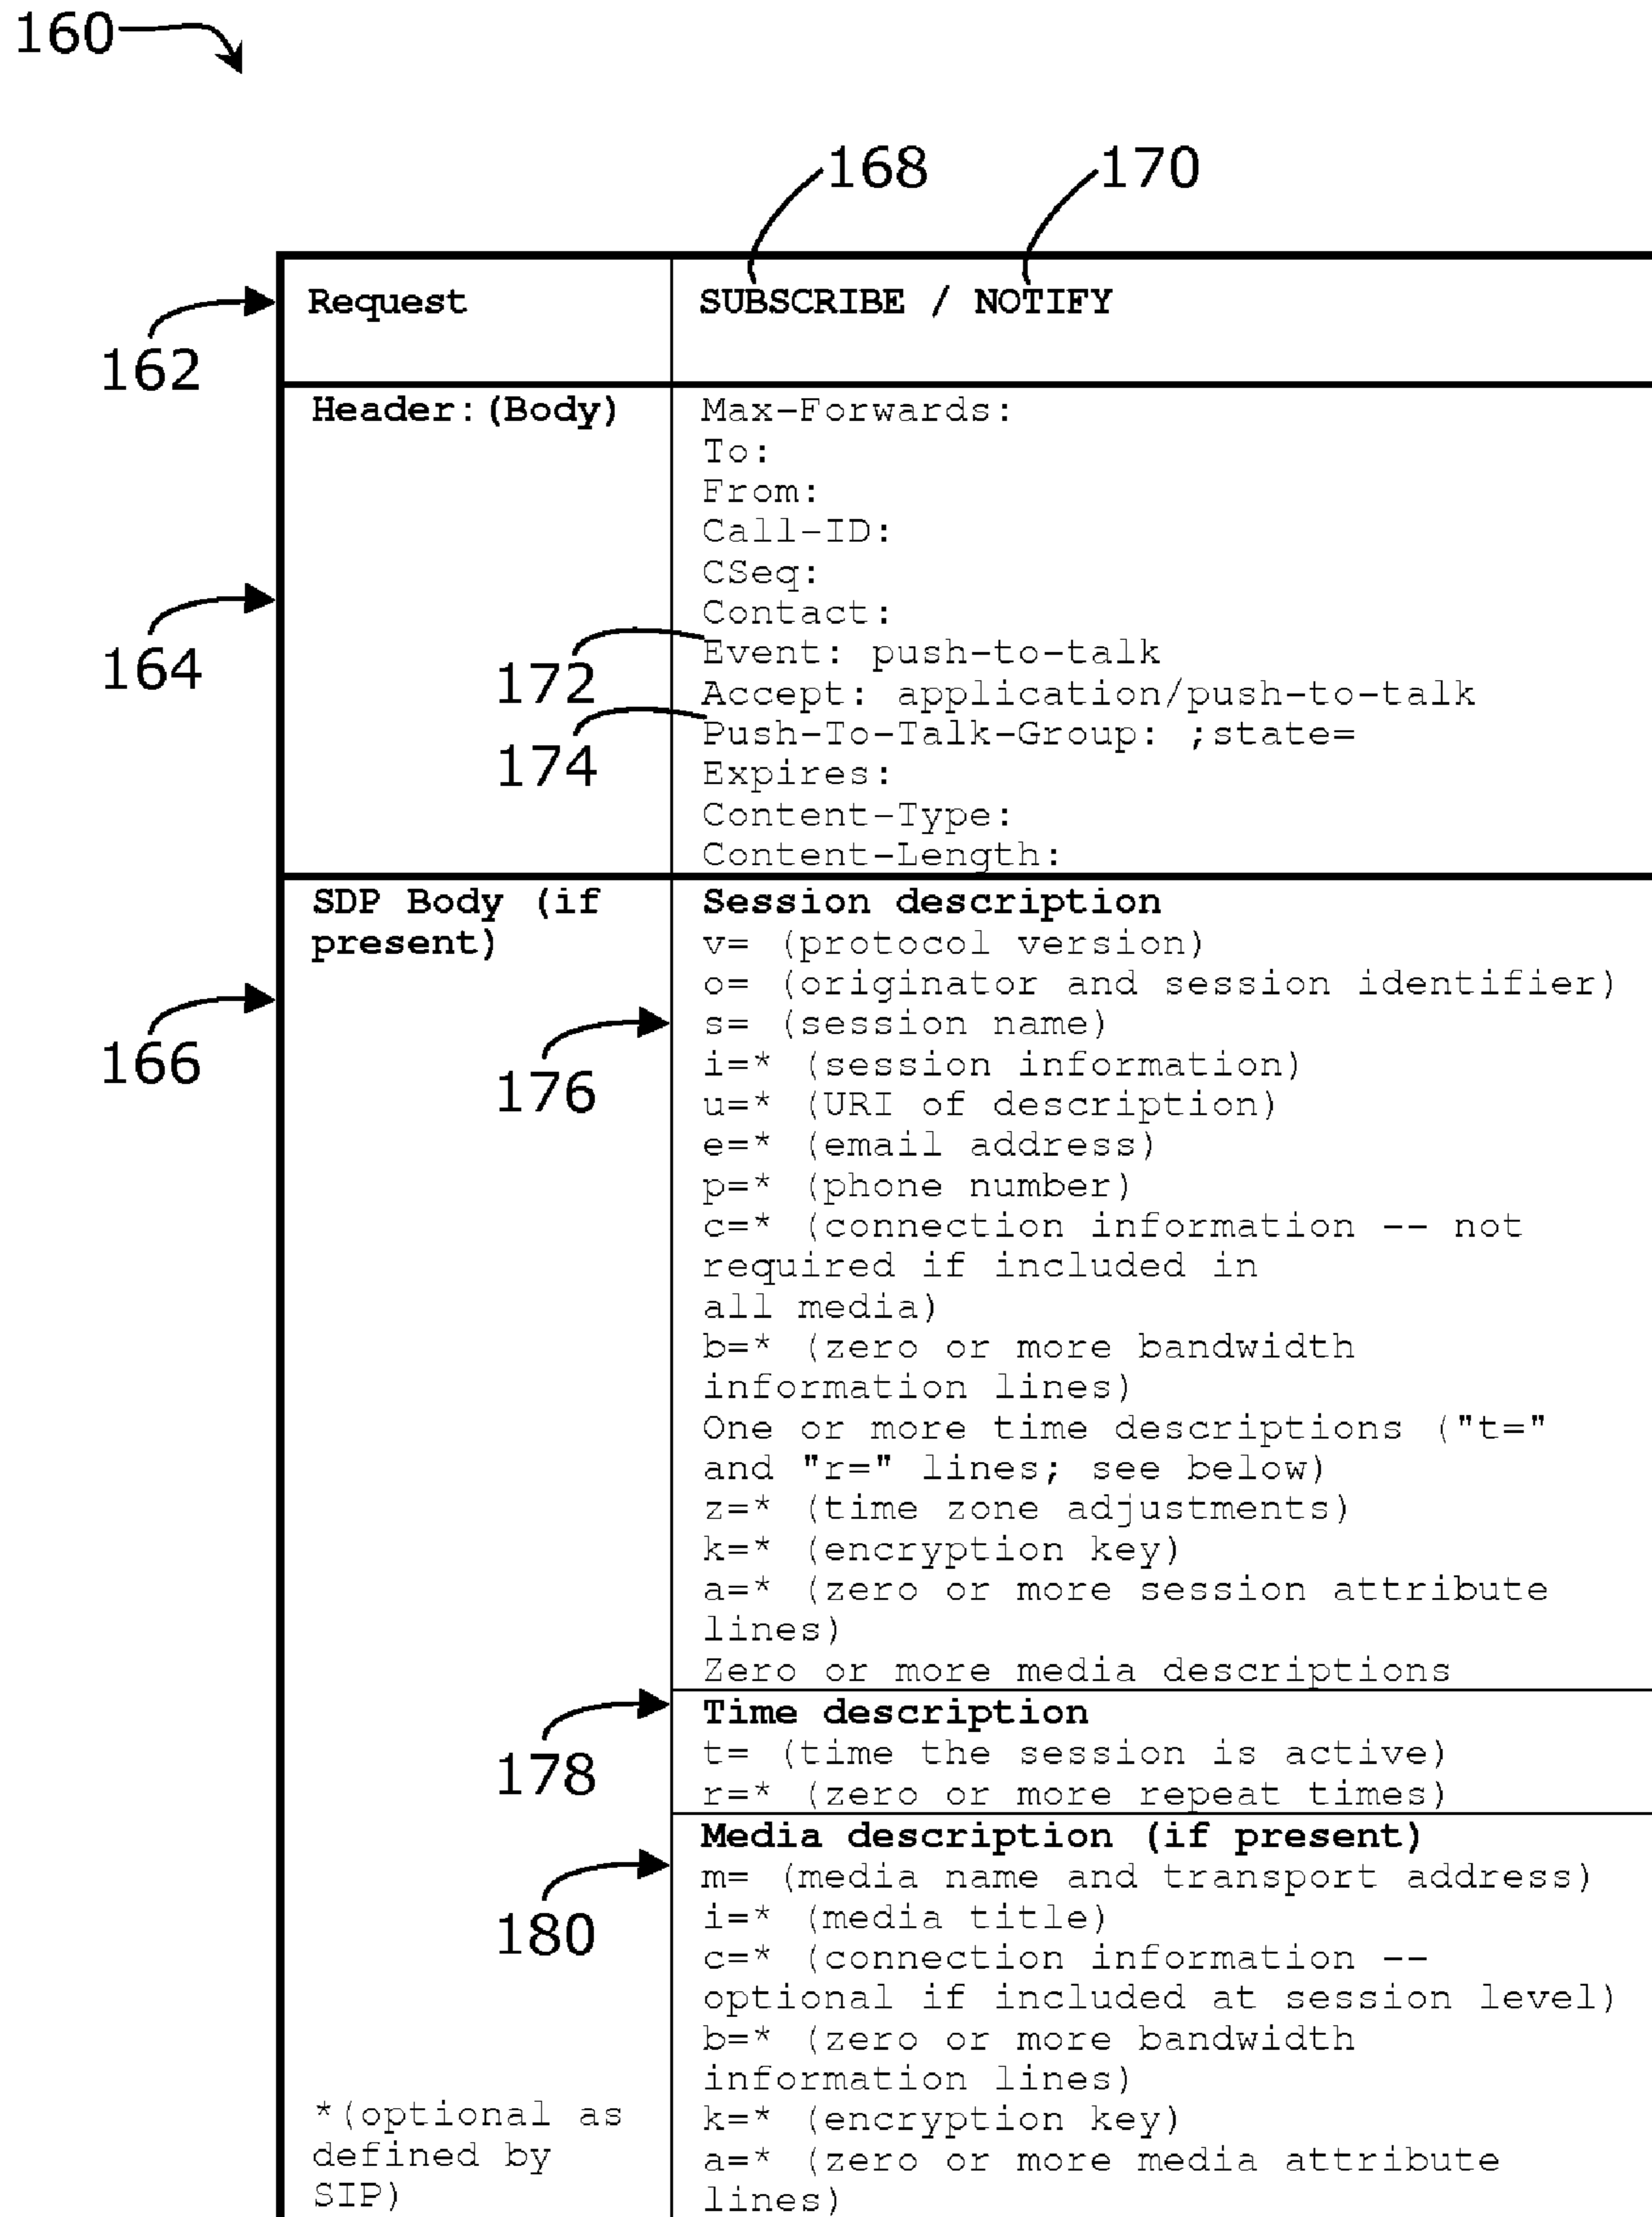 160
168 170
162 Request SUBSCRIBE / NOTIFY
Header:(Body) Max-Forwards:
To:
From:
Call-ID:
CSeq:
Contact:
164 172 Event: push-to-talk
Accept: application/push-to-talk
174 Push-To-Talk-Group: ;state=
Expires:
Content-Type:
Content-Length:
SDP Body (if Session description
present) v= (protocol version)
o= (originator and session identifier)
166 176 s= (session name)
i=* (session information)
u=* (URI of description)
e=* (email address)
p=* (phone number)
c=* (connection information -- not
required if included in
all media)
b=* (zero or more bandwidth
information lines)
One or more time descriptions ("t="
and "r=" lines; see below)
z=* (time zone adjustments)
k=* (encryption key)
a=* (zero or more session attribute
lines)
Zero or more media descriptions
178 Time description
t= (time the session is active)
r=* (zero or more repeat times)
Media description (if present)
180 m= (media name and transport address)
i=* (media title)
c=* (connection information --
optional if included at session level)
b=* (zero or more bandwidth
information lines)
*(optional as k=* (encryption key)
defined by a=* (zero or more media attribute
SIP) lines)